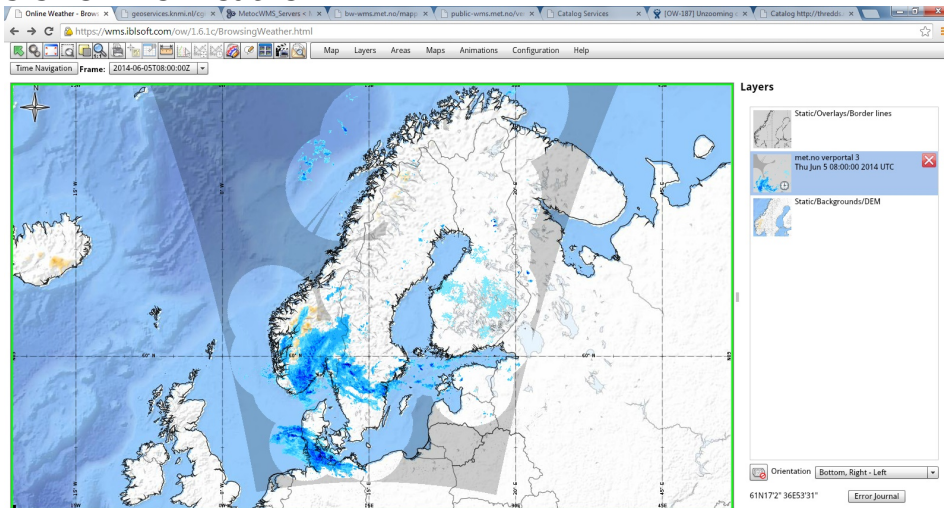 Online Weather - Brows
geoservices.knmi.nl/cg
MetocWMS_Servers <
bw-wms.met.no/mapp
public-wms.met.no/ve
Catalog Services
[OW-187] Unzooming
Catalog http://thredds.
https://wms.iblsoft.com/ow/1.6.1c/BrowsingWeather.html
Map Layers Areas Maps Animations Configuration Help
Time Navigation Frame: 2014-06-05T08:00:00Z
Layers
Static/Overlays/Border lines
met.no verportal 3
Thu Jun 5 08:00:00 2014 UTC
Static/Backgrounds/DEM
60° N
60° N
Orientation Bottom, Right - Left
61N17'2" 36E53'31" Error Journal